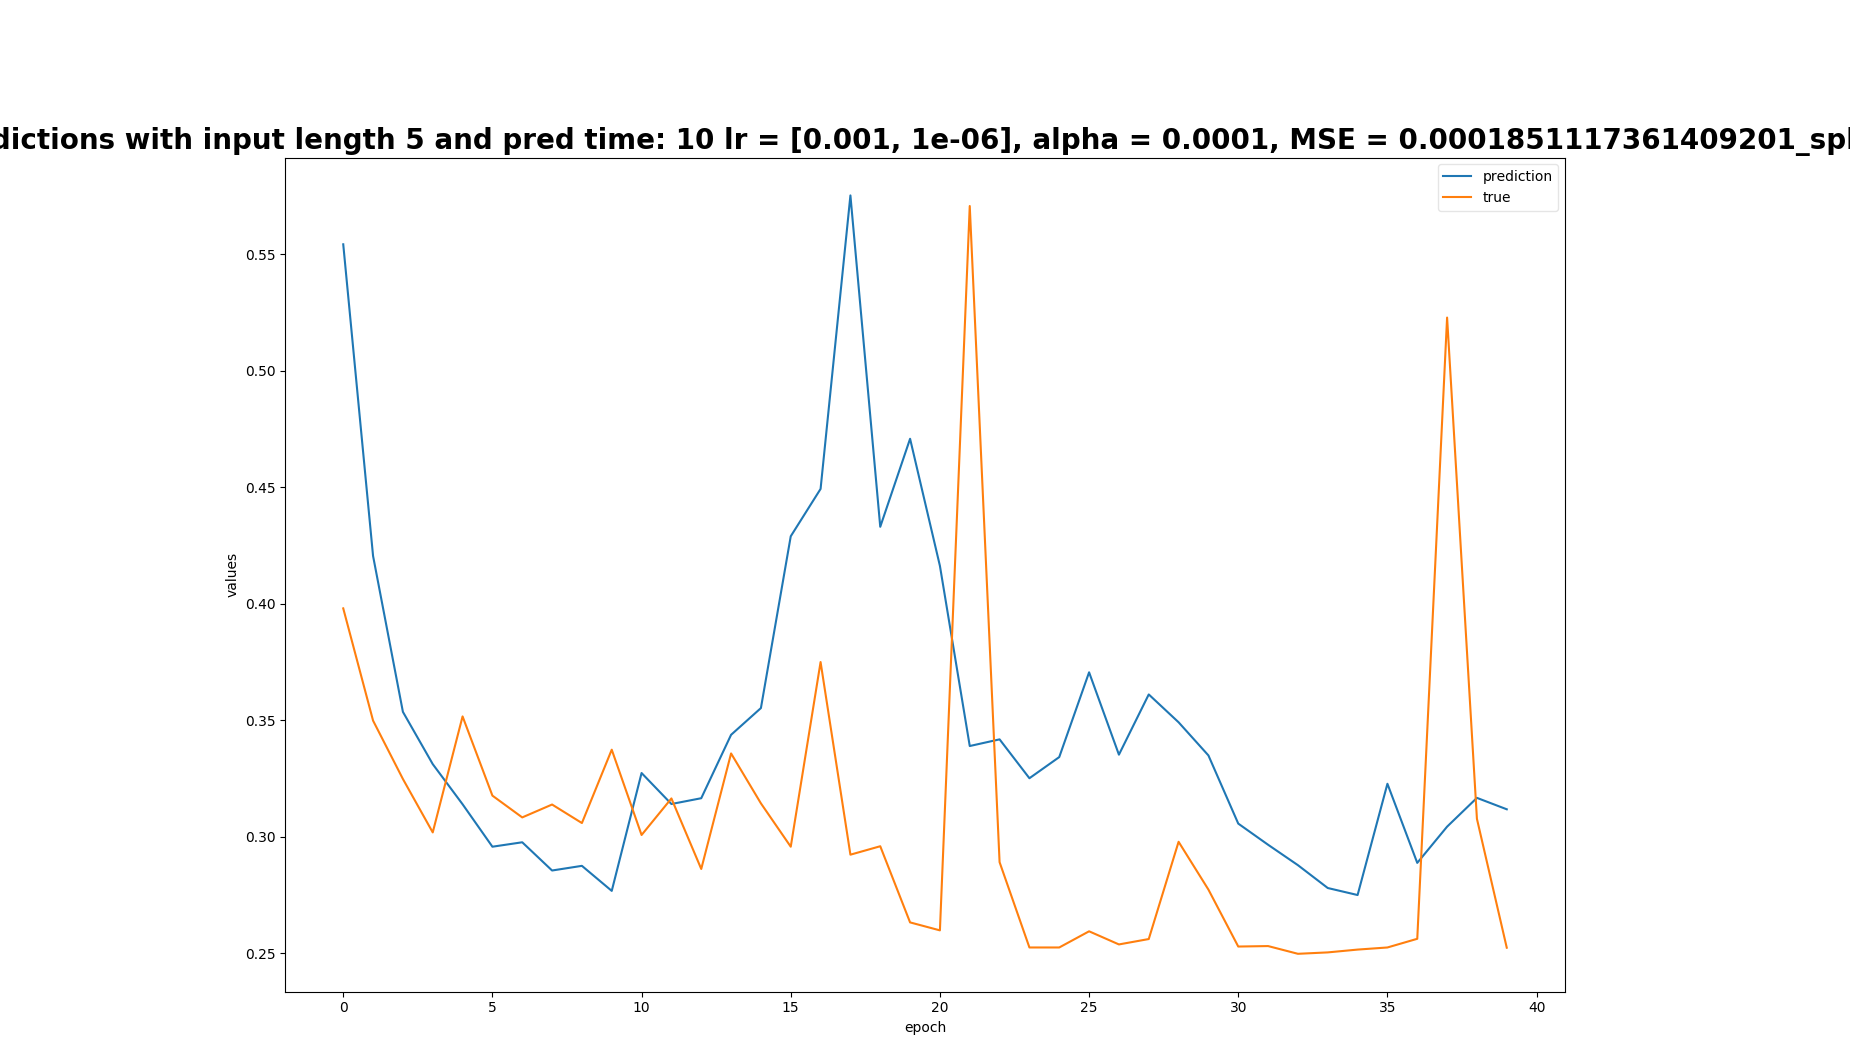 dictions with input length 5 and pred time: 10 lr = [0.001, 1e-06], alpha = 0.0001, MSE = 0.0001851117361409201_spl
prediction
true
0.55
0.50
0.45
0.40
0.35
0.30
0.25
values
0 5 10 15 20 25 30 35 40
epoch